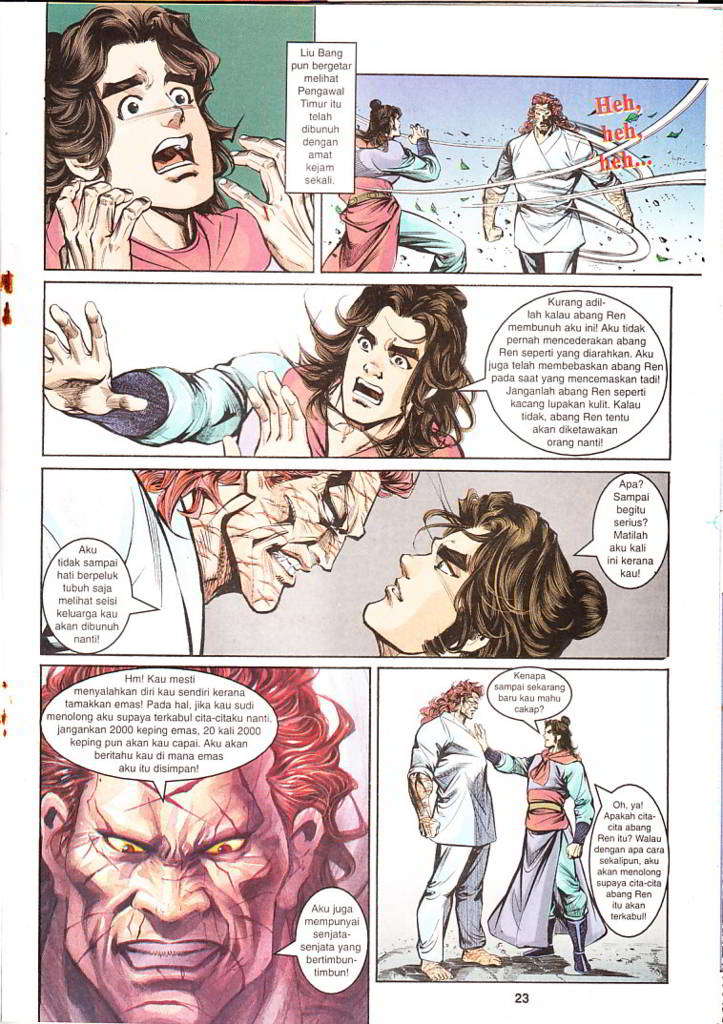 Liu Bang
pun bergetar
melihat
Pengawal
Timur itu
telah
dibunuh
dengan
amat
kejam
sekali.
Heh,
heh,
heh...
Kurang adil-
lah kalau abang Ren
membunuh aku ini! Aku tidak
pernah mencederakan abang
Ren seperti yang diarahkan. Aku
juga telah membebaskan abang Ren
pada saat yang mencemaskan tadi!
Janganlah abang Ren seperti
kacang lupakan kulit. Kalau
tidak, abang Ren tentu
akan diketawakan
orang nanti!
Aku
tidak sampai
hati berpeluk
tubuh saja
melihat seisi
keluarga kau
akan dibunuh
nanti!
Apa?
Sampai
begitu
serius?
Matilah
aku kali
ini kerana
kau!
Hm! Kau mesti
menyalahkan diri kau sendiri kerana
tamakkan emas! Pada hal, jika kau sudi
menolong aku supaya terkabul cita-citaku nanti,
jangankan 2000 keping emas, 20 kali 2000
keping pun akan kau capai. Aku akan
beritahu kau di mana emas
aku itu disimpan!
Aku juga
mempunyai
senjata-
senjata yang
bertimbun-
timbun!
Kenapa
sampai sekarang
baru kau mahu
cakap?
Oh, ya!
Apakah cita-
cita abang
Ren itu? Walau
dengan apa cara
sekalipun, aku
akan menolong
supaya cita-cita
abang Ren
itu akan
terkabul!
23